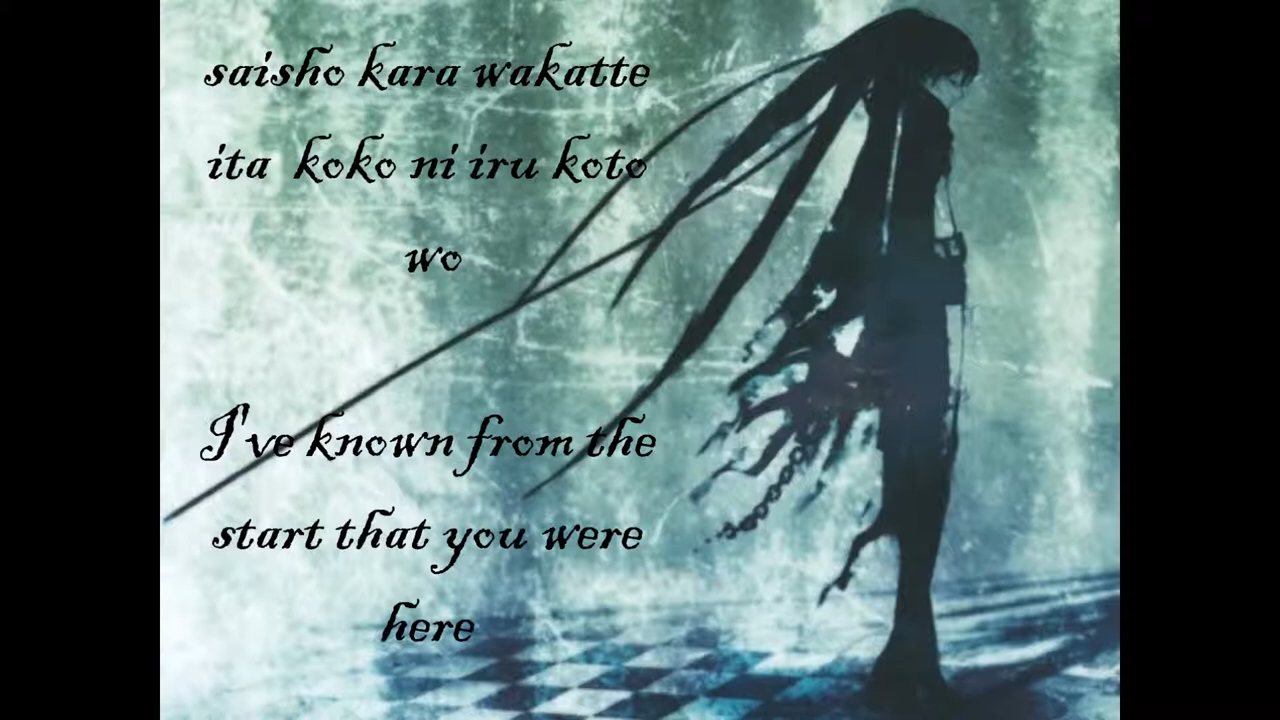 saisho kara wakatte
ita koko ni iru koto
wo
I've known from the
start that you were
here